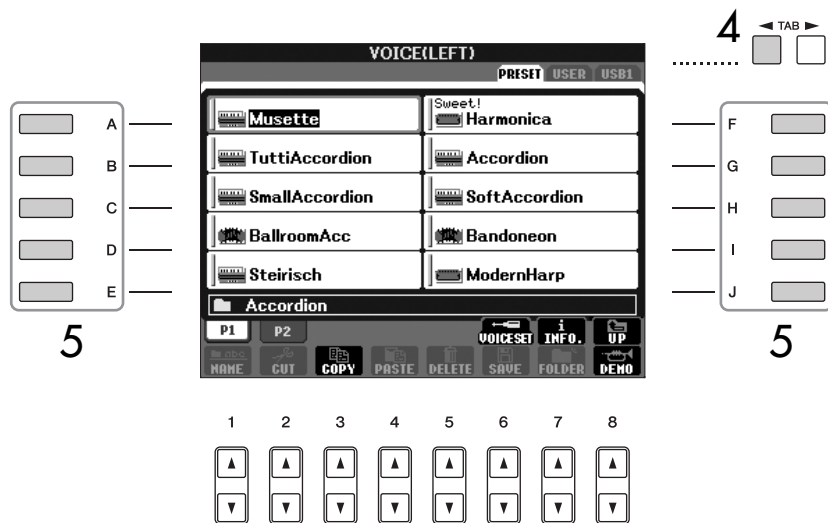 4 ◄ TAB ►
VOICE(LEFT)
PRESET USER USB1
A Musette Sweet! Harmonica F
B TuttiAccordion Accordion G
C SmallAccordion SoftAccordion H
D BallroomAcc Bandoneon I
E Steirisch ModernHarp J
5 Accordion 5
P1 P2 VOICESET i INFO. UP
NAME CUT COPY PASTE DELETE SAVE FOLDER DEMO
1 2 3 4 5 6 7 8